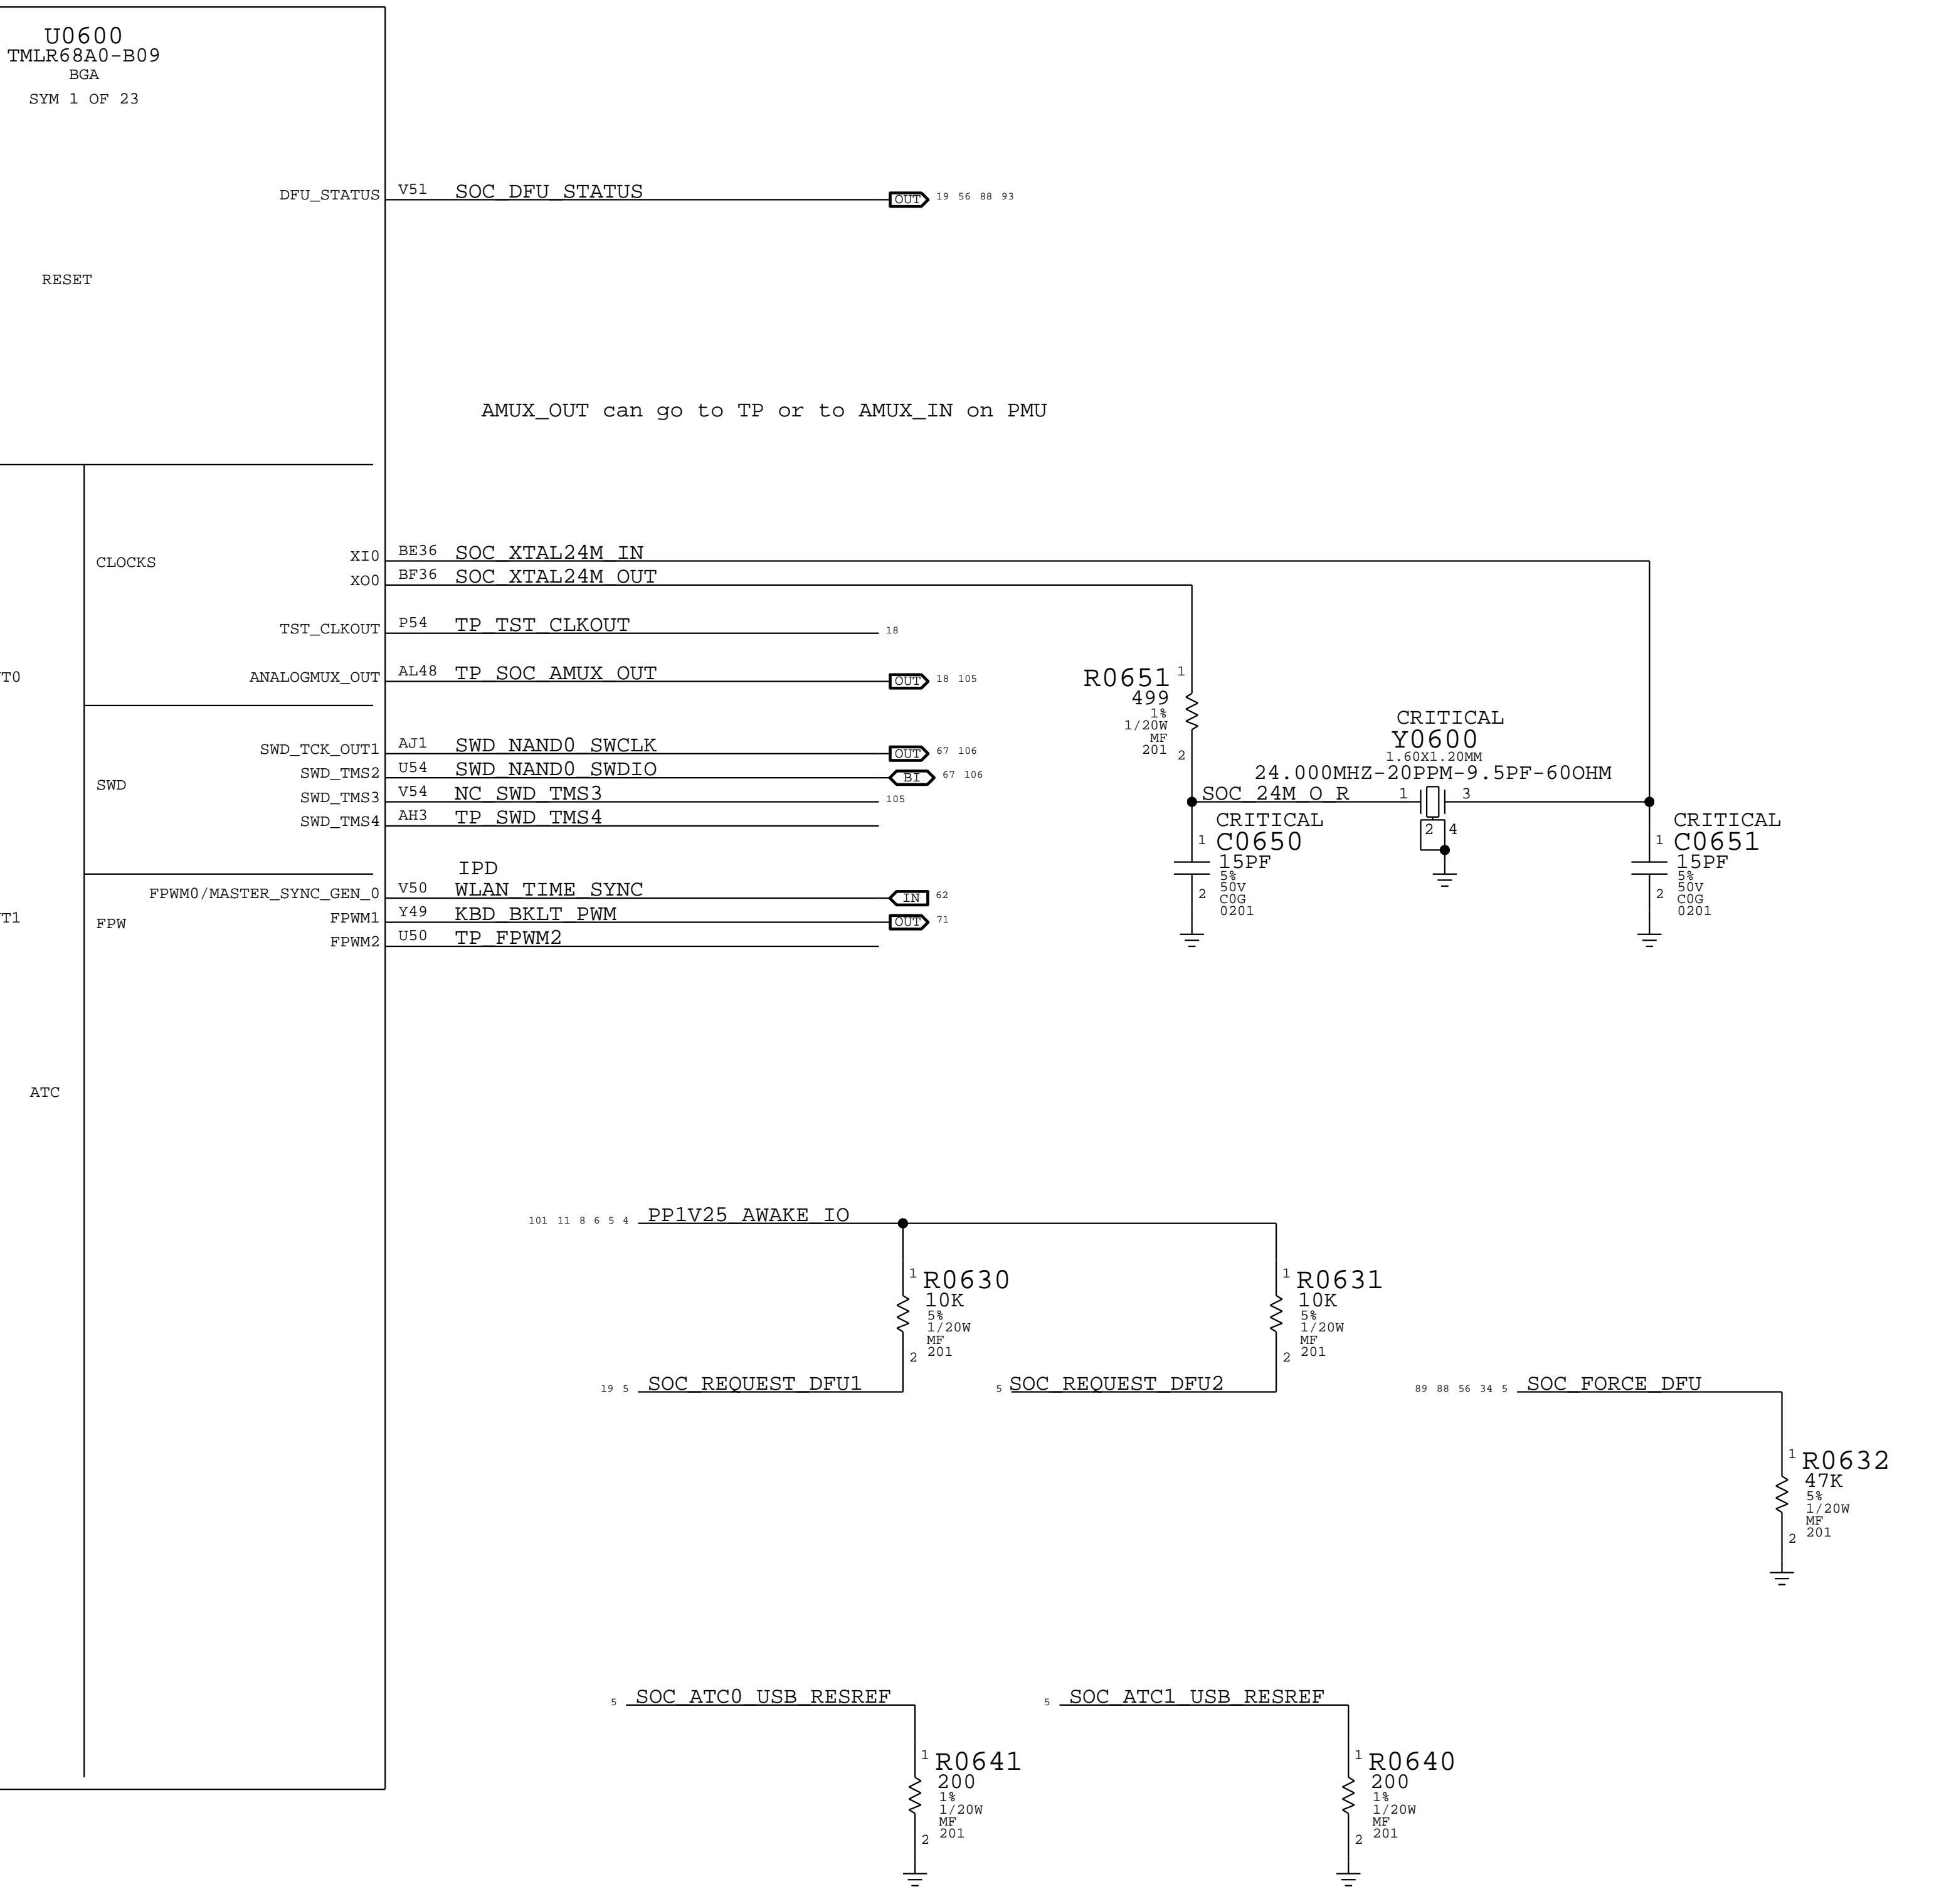 U0600
TMLR68A0-B09
BGA
SYM 1 OF 23
DFU_STATUS V51 SOC_DFU_STATUS OUT 19 56 88 93
RESET
AMUX_OUT can go to TP or to AMUX_IN on PMU
CLOCKS
XI0 BE36 SOC_XTAL24M_IN
XO0 BF36 SOC_XTAL24M_OUT
TST_CLKOUT P54 TP_TST_CLKOUT 18
T0
ANALOGMUX_OUT AL48 TP_SOC_AMUX_OUT OUT 18 105
SWD
SWD_TCK_OUT1 AJ1 SWD_NAND0_SWCLK OUT 67 106
SWD_TMS2 U54 SWD_NAND0_SWDIO BI 67 106
SWD_TMS3 V54 NC_SWD_TMS3 105
SWD_TMS4 AH3 TP_SWD_TMS4
IPD
FPWM0/MASTER_SYNC_GEN_0 V50 WLAN_TIME_SYNC IN 62
T1
FPW
FPWM1 Y49 KBD_BKLT_PWM OUT 71
FPWM2 U50 TP_FPWM2
ATC
1
R0651
499
1%
1/20W
MF
201
2
CRITICAL
Y0600
1.60X1.20MM
24.000MHZ-20PPM-9.5PF-60OHM
SOC_24M_O_R 1 3
2 4
CRITICAL
1 C0650
15PF
5%
50V
2 C0G
0201
CRITICAL
1 C0651
15PF
5%
50V
2 C0G
0201
101 11 8 6 5 4 PP1V25_AWAKE_IO
1 R0630
10K
5%
1/20W
MF
2 201
1 R0631
10K
5%
1/20W
MF
2 201
19 5 SOC_REQUEST_DFU1
5 SOC_REQUEST_DFU2
89 88 56 34 5 SOC_FORCE_DFU
1 R0632
47K
5%
1/20W
MF
2 201
5 SOC_ATC0_USB_RESREF
5 SOC_ATC1_USB_RESREF
1 R0641
200
1%
1/20W
MF
2 201
1 R0640
200
1%
1/20W
MF
2 201